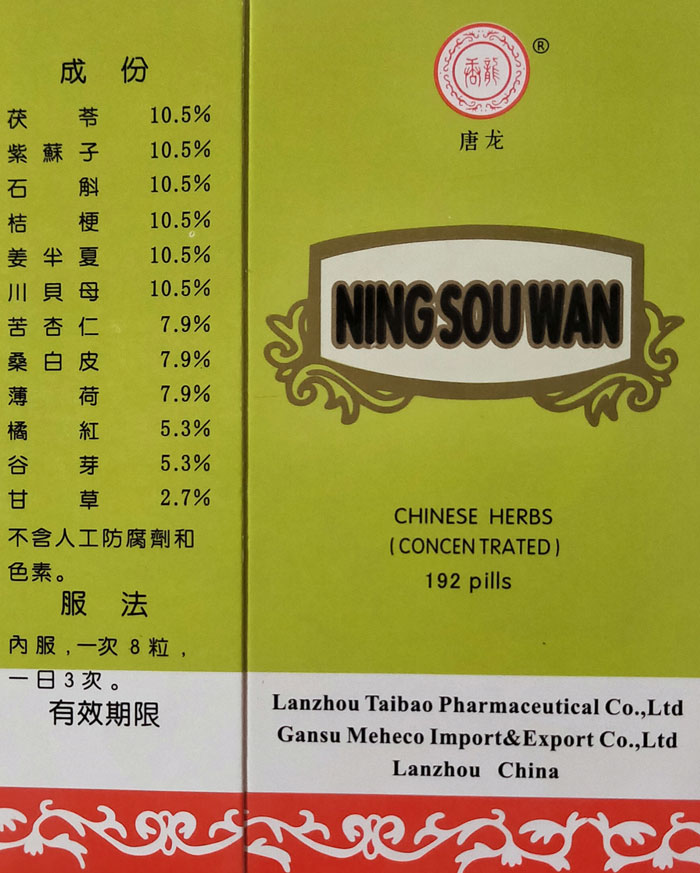 成份
茯苓 10.5%
紫蘇子 10.5%
石斛 10.5%
桔梗 10.5%
姜半夏 10.5%
川貝母 10.5%
苦杏仁 7.9%
桑白皮 7.9%
薄荷 7.9%
橘紅 5.3%
谷芽 5.3%
甘草 2.7%
不含人工防腐劑和
色素。
服法
內服,一次8粒,
一日3次。
有效期限
®
唐龙
NING SOU WAN
CHINESE HERBS
(CONCEN TRATED)
192 pills
Lanzhou Taibao Pharmaceutical Co.,Ltd
Gansu Meheco Import&Export Co.,Ltd
Lanzhou China